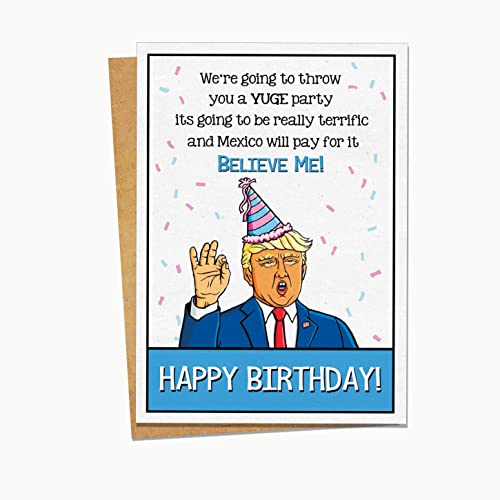 We're going to throw
you a YUGE party
its going to be really terrific
and Mexico will pay for it
BELIEVE ME!
HAPPY BIRTHDAY!